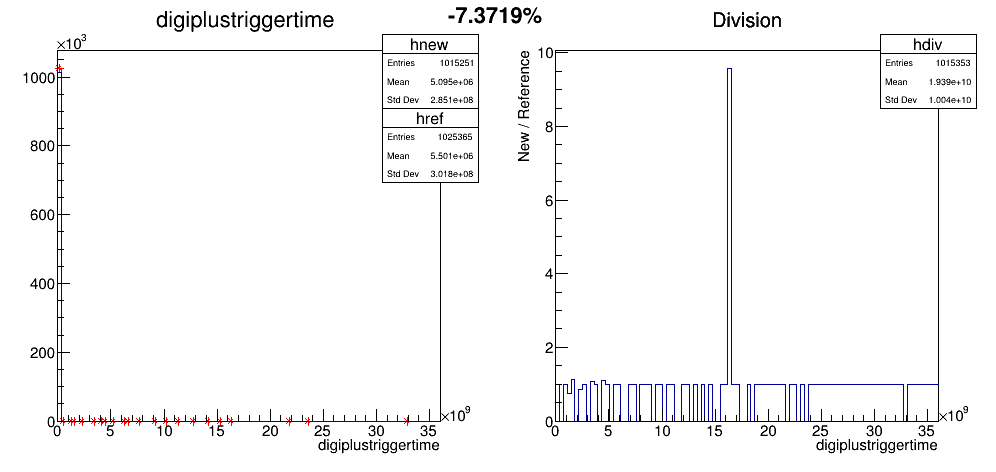 digiplustriggertime
-7.3719%
Division
×10³
hnew
Entries 1015251
Mean 5.095e+06
Std Dev 2.851e+08
href
Entries 1025365
Mean 5.501e+06
Std Dev 3.018e+08
1000
800
600
400
200
0
0 5 10 15 20 25 30 35
×10⁹
digiplustriggertime
New / Reference
hdiv
Entries 1015353
Mean 1.939e+10
Std Dev 1.004e+10
10
8
6
4
2
0
0 5 10 15 20 25 30 35
×10⁹
digiplustriggertime